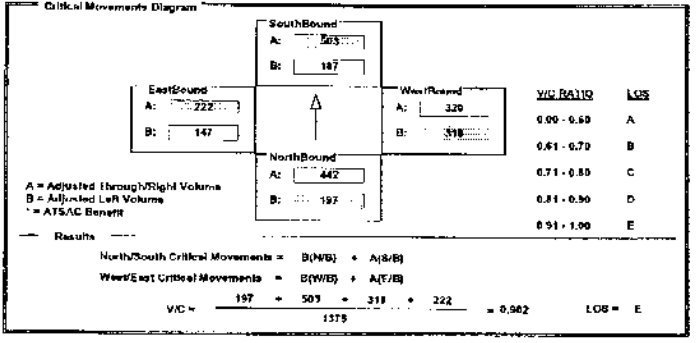 Critical Movements Diagram
SouthBound
A: 503
B: 187
EastBound
A: 222
B: 147
WestBound
A: 320
B: 318
NorthBound
A: 442
B: 197
V/C RATIO LOS
0.00 - 0.60 A
0.61 - 0.70 B
0.71 - 0.80 C
0.81 - 0.90 D
0.91 - 1.00 E
A = Adjusted Through/Right Volume
B = Adjusted Left Volume
* = ATSAC Benefit
Results
North/South Critical Movements = B(N/B) + A(S/B)
West/East Critical Movements = B(W/B) + A(E/B)
V/C = 197 + 503 + 318 + 222 = 0.902 LOS = E
1375